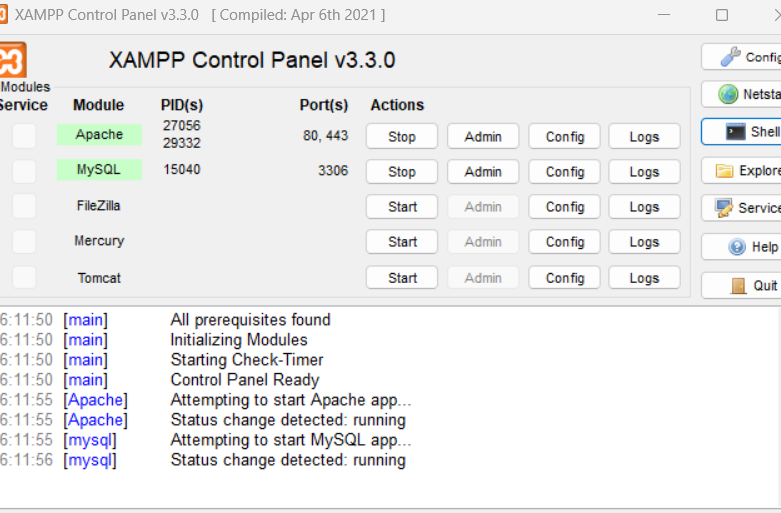 XAMPP Control Panel v3.3.0 [ Compiled: Apr 6th 2021 ]
XAMPP Control Panel v3.3.0
Config
Modules
Service Module PID(s) Port(s) Actions
Netsta
Apache 27056 29332 80, 443 Stop Admin Config Logs
Shell
MySQL 15040 3306 Stop Admin Config Logs
Explore
FileZilla Start Admin Config Logs
Service
Mercury Start Admin Config Logs
Help
Tomcat Start Admin Config Logs
Quit
6:11:50 [main] All prerequisites found
6:11:50 [main] Initializing Modules
6:11:50 [main] Starting Check-Timer
6:11:50 [main] Control Panel Ready
6:11:55 [Apache] Attempting to start Apache app...
6:11:55 [Apache] Status change detected: running
6:11:55 [mysql] Attempting to start MySQL app...
6:11:56 [mysql] Status change detected: running